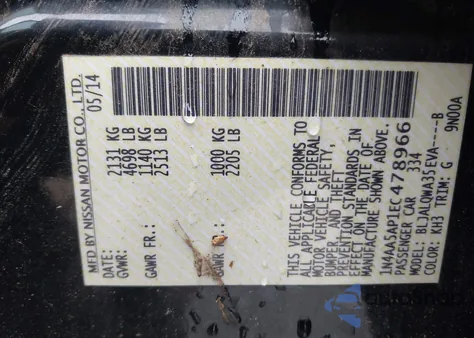 MFD BY NISSAN MOTOR CO., LTD.
DATE: 05/14
GVWR: 2131 KG
4698 LB
GAWR FR.: 1140 KG
2513 LB
GAWR RR.: 1000 KG
2205 LB
THIS VEHICLE CONFORMS TO
ALL APPLICABLE FEDERAL
MOTOR VEHICLE SAFETY,
BUMPER, AND THEFT
PREVENTION STANDARDS IN
EFFECT ON THE DATE OF
MANUFACTURE SHOWN ABOVE.
1N4AA5AP1EC478966
PASSENGER CAR 334
MODEL: BLJALQWA35EVA----B
COLOR: KH3 TRIM: G 9N00A
AutoSnap